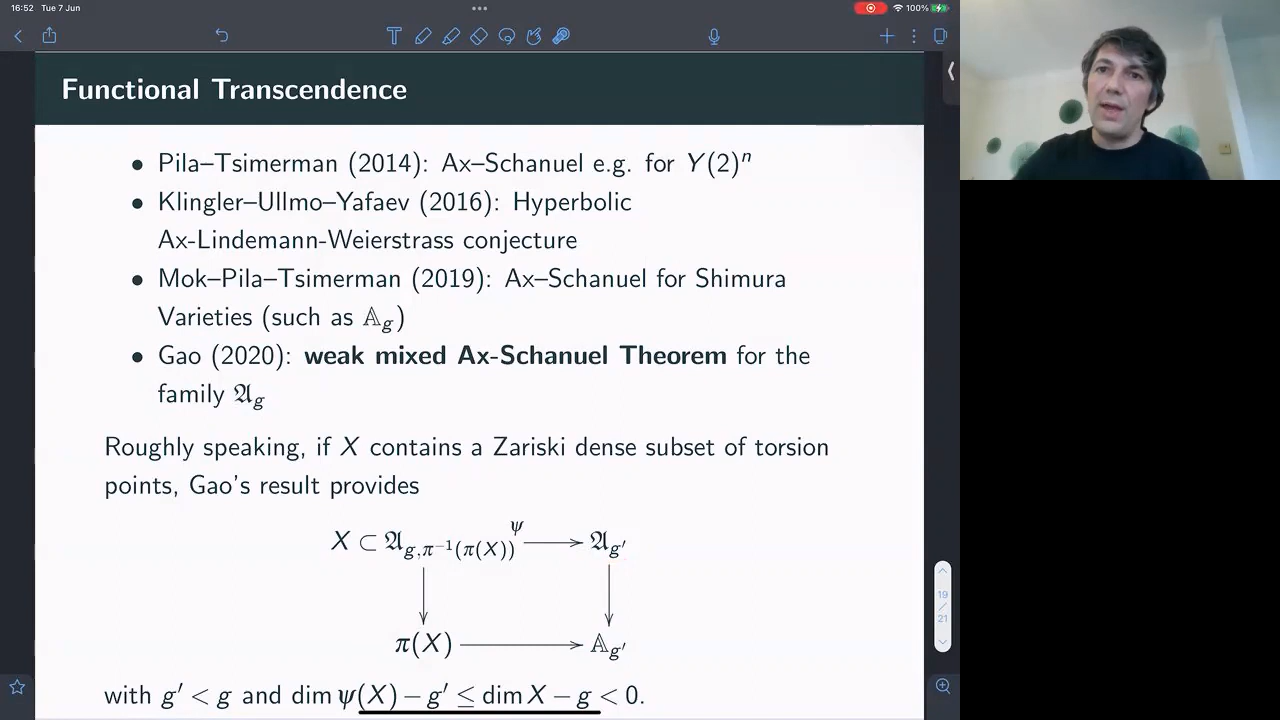 16:52 Tue 7 Jun
100%
Functional Transcendence
• Pila–Tsimerman (2014): Ax–Schanuel e.g. for Y(2)ⁿ
• Klingler–Ullmo–Yafaev (2016): Hyperbolic
Ax-Lindemann-Weierstrass conjecture
• Mok–Pila–Tsimerman (2019): Ax–Schanuel for Shimura
Varieties (such as 𝔸_g)
• Gao (2020): weak mixed Ax-Schanuel Theorem for the
family 𝔄_g
Roughly speaking, if X contains a Zariski dense subset of torsion
points, Gao's result provides
ψ
X ⊂ 𝔄_{g,π⁻¹(π(X))} → 𝔄_{g′}
π(X) → 𝔸_{g′}
with g′ < g and dim ψ(X) − g′ ≤ dim X − g < 0.
19
/
21